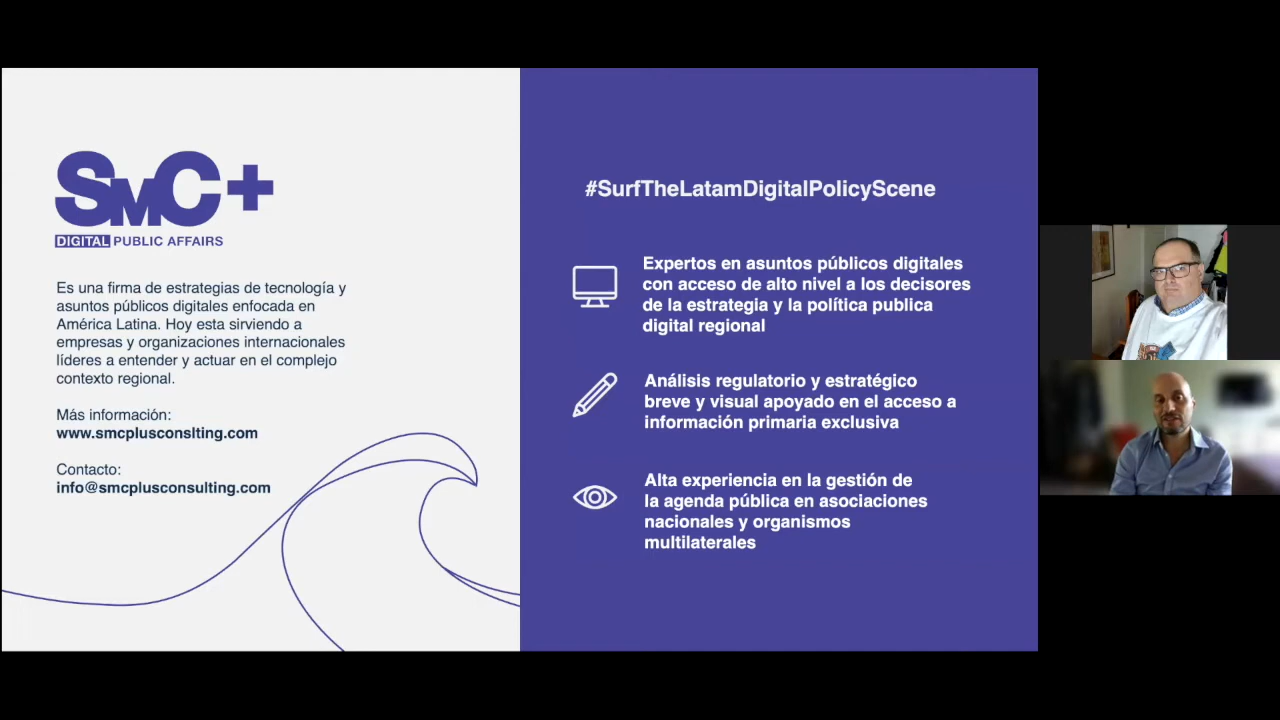 SMC+
DIGITAL PUBLIC AFFAIRS
Es una firma de estrategias de tecnología y
asuntos públicos digitales enfocada en
América Latina. Hoy esta sirviendo a
empresas y organizaciones internacionales
líderes a entender y actuar en el complejo
contexto regional.
Más información:
www.smcplusconslting.com
Contacto:
info@smcplusconsulting.com
#SurfTheLatamDigitalPolicyScene
Expertos en asuntos públicos digitales
con acceso de alto nivel a los decisores
de la estrategia y la política publica
digital regional
Análisis regulatorio y estratégico
breve y visual apoyado en el acceso a
información primaria exclusiva
Alta experiencia en la gestión de
la agenda pública en asociaciones
nacionales y organismos
multilaterales